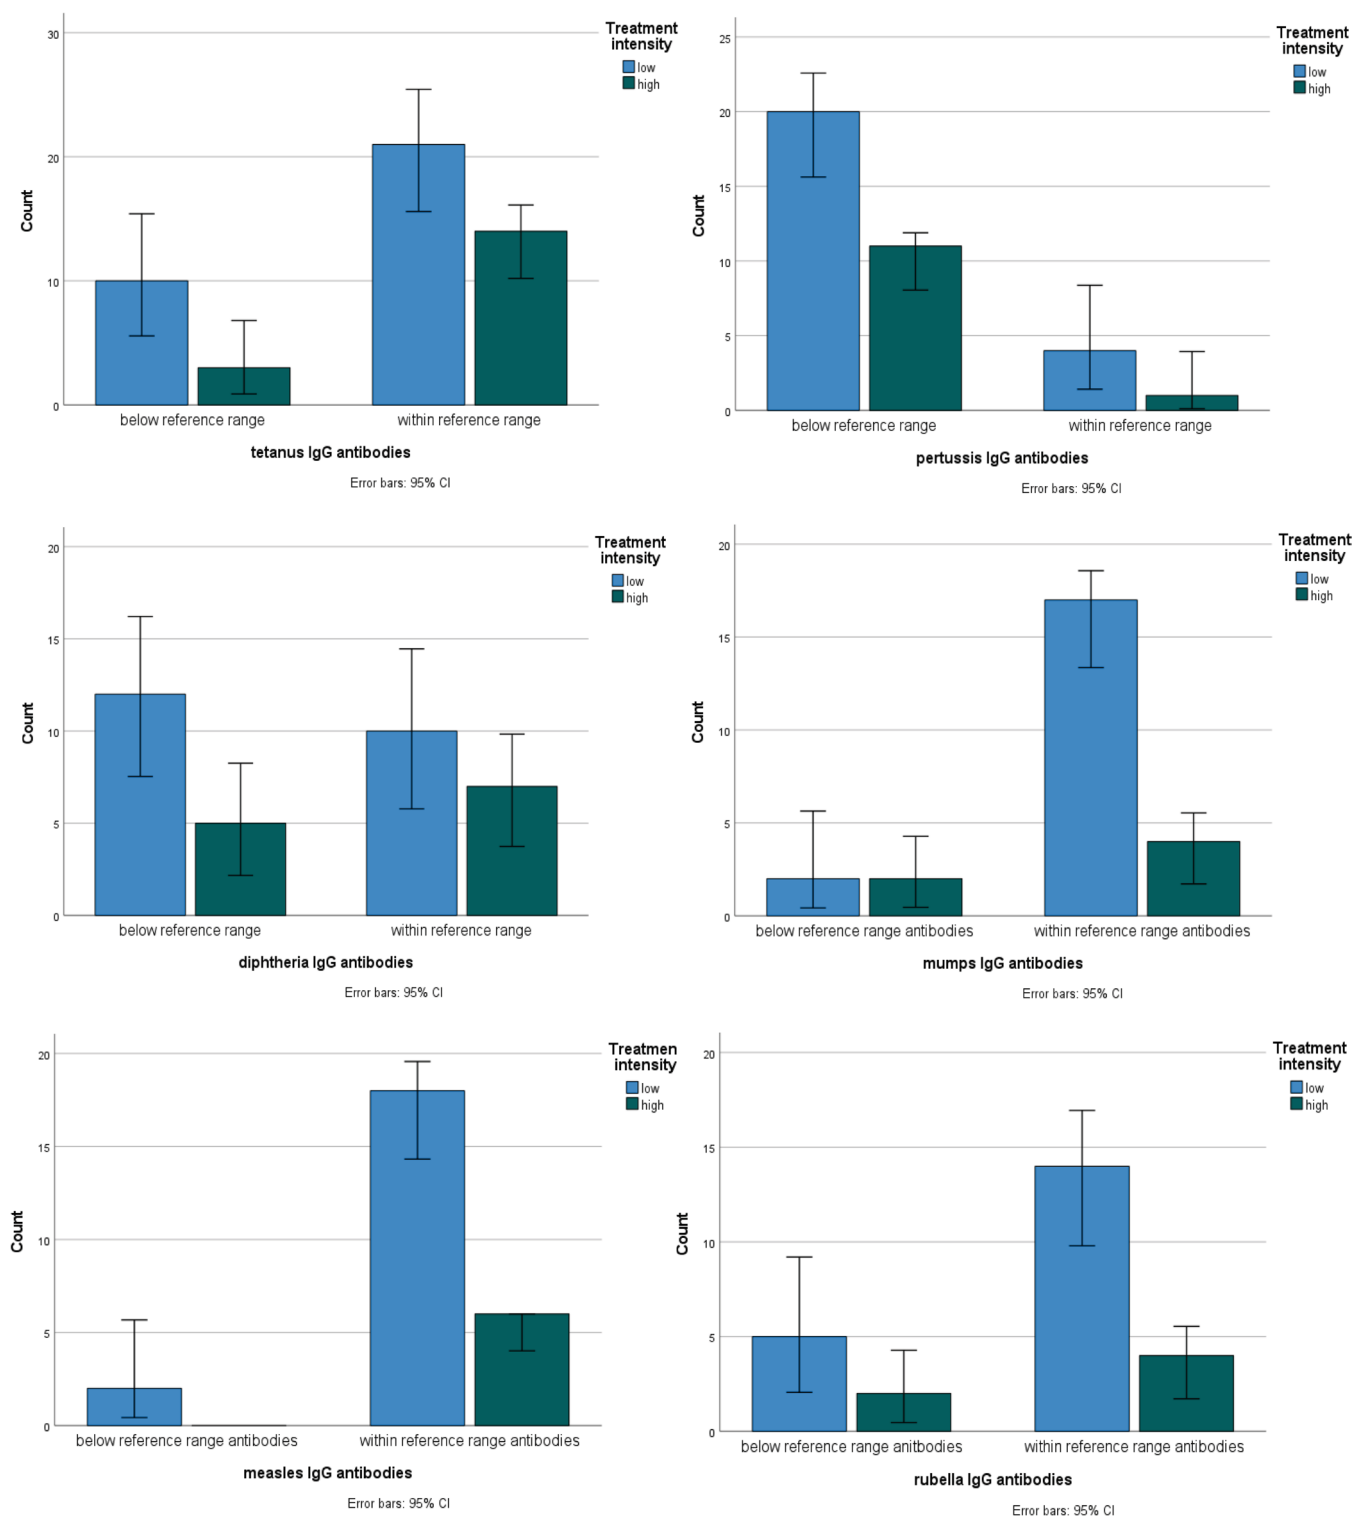 Treatment
intensity
low
high
30
20
10
0
Count
below reference range
within reference range
tetanus IgG antibodies
Error bars: 95% CI
Treatment
intensity
low
high
25
20
15
10
5
0
Count
below reference range
within reference range
pertussis IgG antibodies
Error bars: 95% CI
Treatment
intensity
low
high
20
15
10
5
0
Count
below reference range
within reference range
diphtheria IgG antibodies
Error bars: 95% CI
Treatment
intensity
low
high
20
15
10
5
0
Count
below reference range antibodies
within reference range antibodies
mumps IgG antibodies
Error bars: 95% CI
Treatmen
intensity
low
high
20
15
10
5
0
Count
below reference range antibodies
within reference range antibodies
measles IgG antibodies
Error bars: 95% CI
Treatment
intensity
low
high
20
15
10
5
0
Count
below reference range anitbodies
within reference range antibodies
rubella IgG antibodies
Error bars: 95% CI